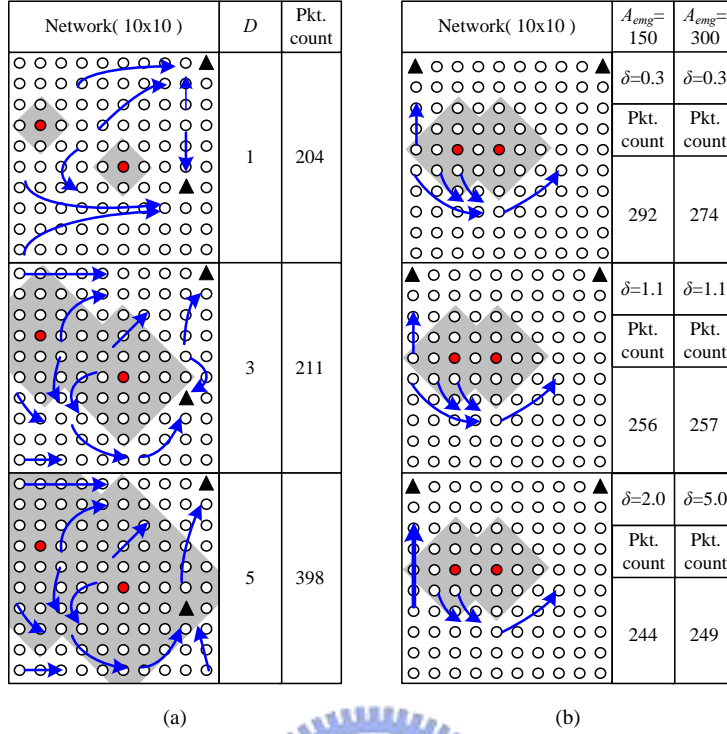 Network( 10x10 ) D Pkt. count
1 204
3 211
5 398
(a)
Network( 10x10 ) A_emg= 150 A_emg= 300
δ=0.3 δ=0.3
Pkt. count Pkt. count
292 274
δ=1.1 δ=1.1
Pkt. count Pkt. count
256 257
δ=2.0 δ=5.0
Pkt. count Pkt. count
244 249
(b)